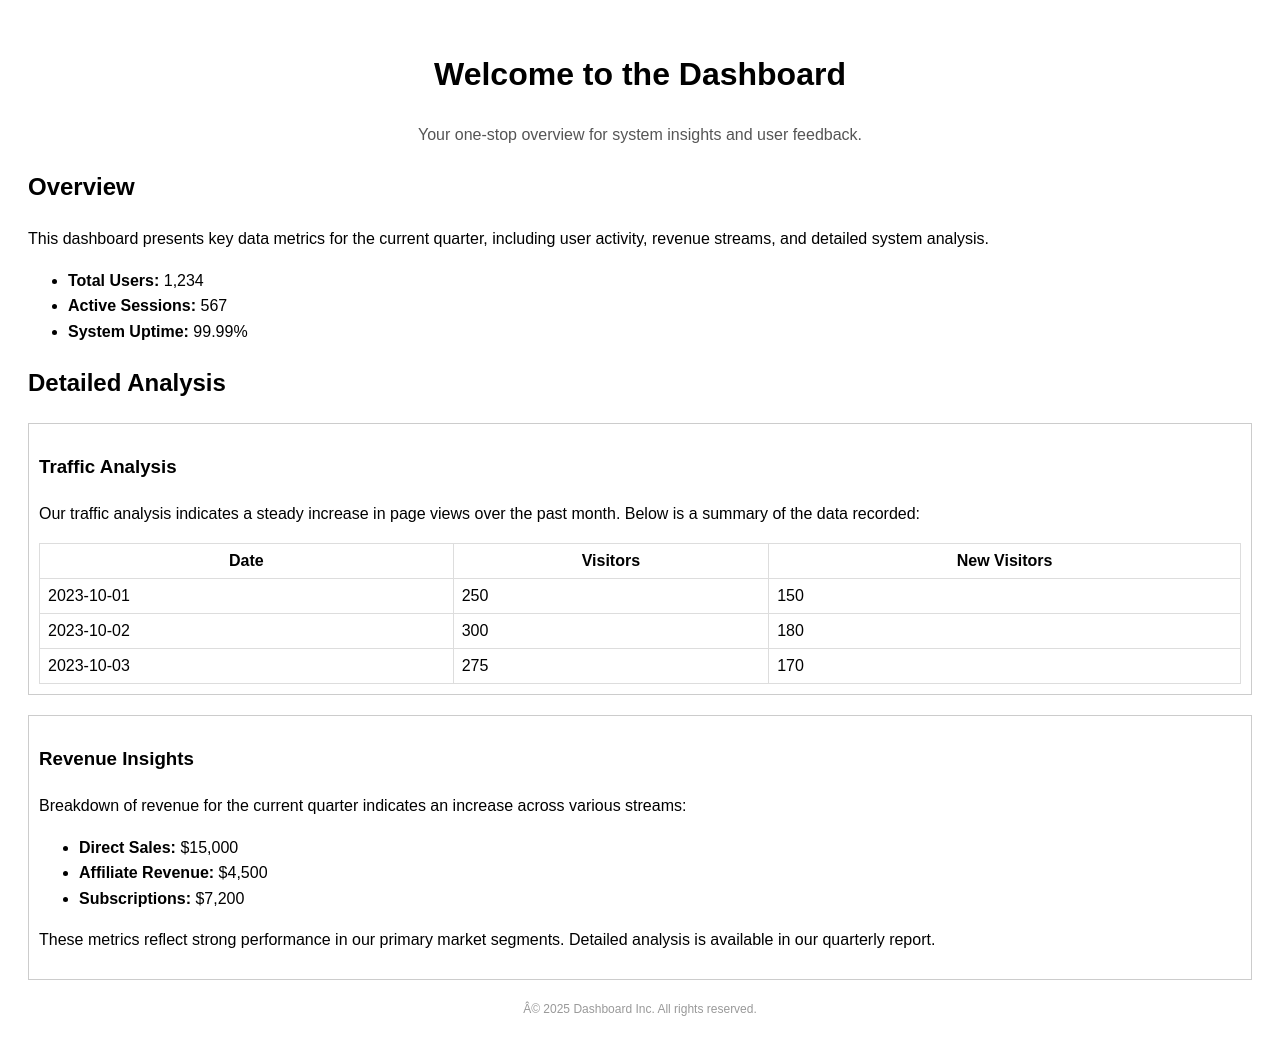 Welcome to the Dashboard
Your one-stop overview for system insights and user feedback.
Overview
This dashboard presents key data metrics for the current quarter, including user activity, revenue streams, and detailed system analysis.
Total Users: 1,234
Active Sessions: 567
System Uptime: 99.99%
Detailed Analysis
Traffic Analysis
Our traffic analysis indicates a steady increase in page views over the past month. Below is a summary of the data recorded:
Date Visitors New Visitors
2023-10-01 250 150
2023-10-02 300 180
2023-10-03 275 170
Revenue Insights
Breakdown of revenue for the current quarter indicates an increase across various streams:
Direct Sales: $15,000
Affiliate Revenue: $4,500
Subscriptions: $7,200
These metrics reflect strong performance in our primary market segments. Detailed analysis is available in our quarterly report.
Â© 2025 Dashboard Inc. All rights reserved.